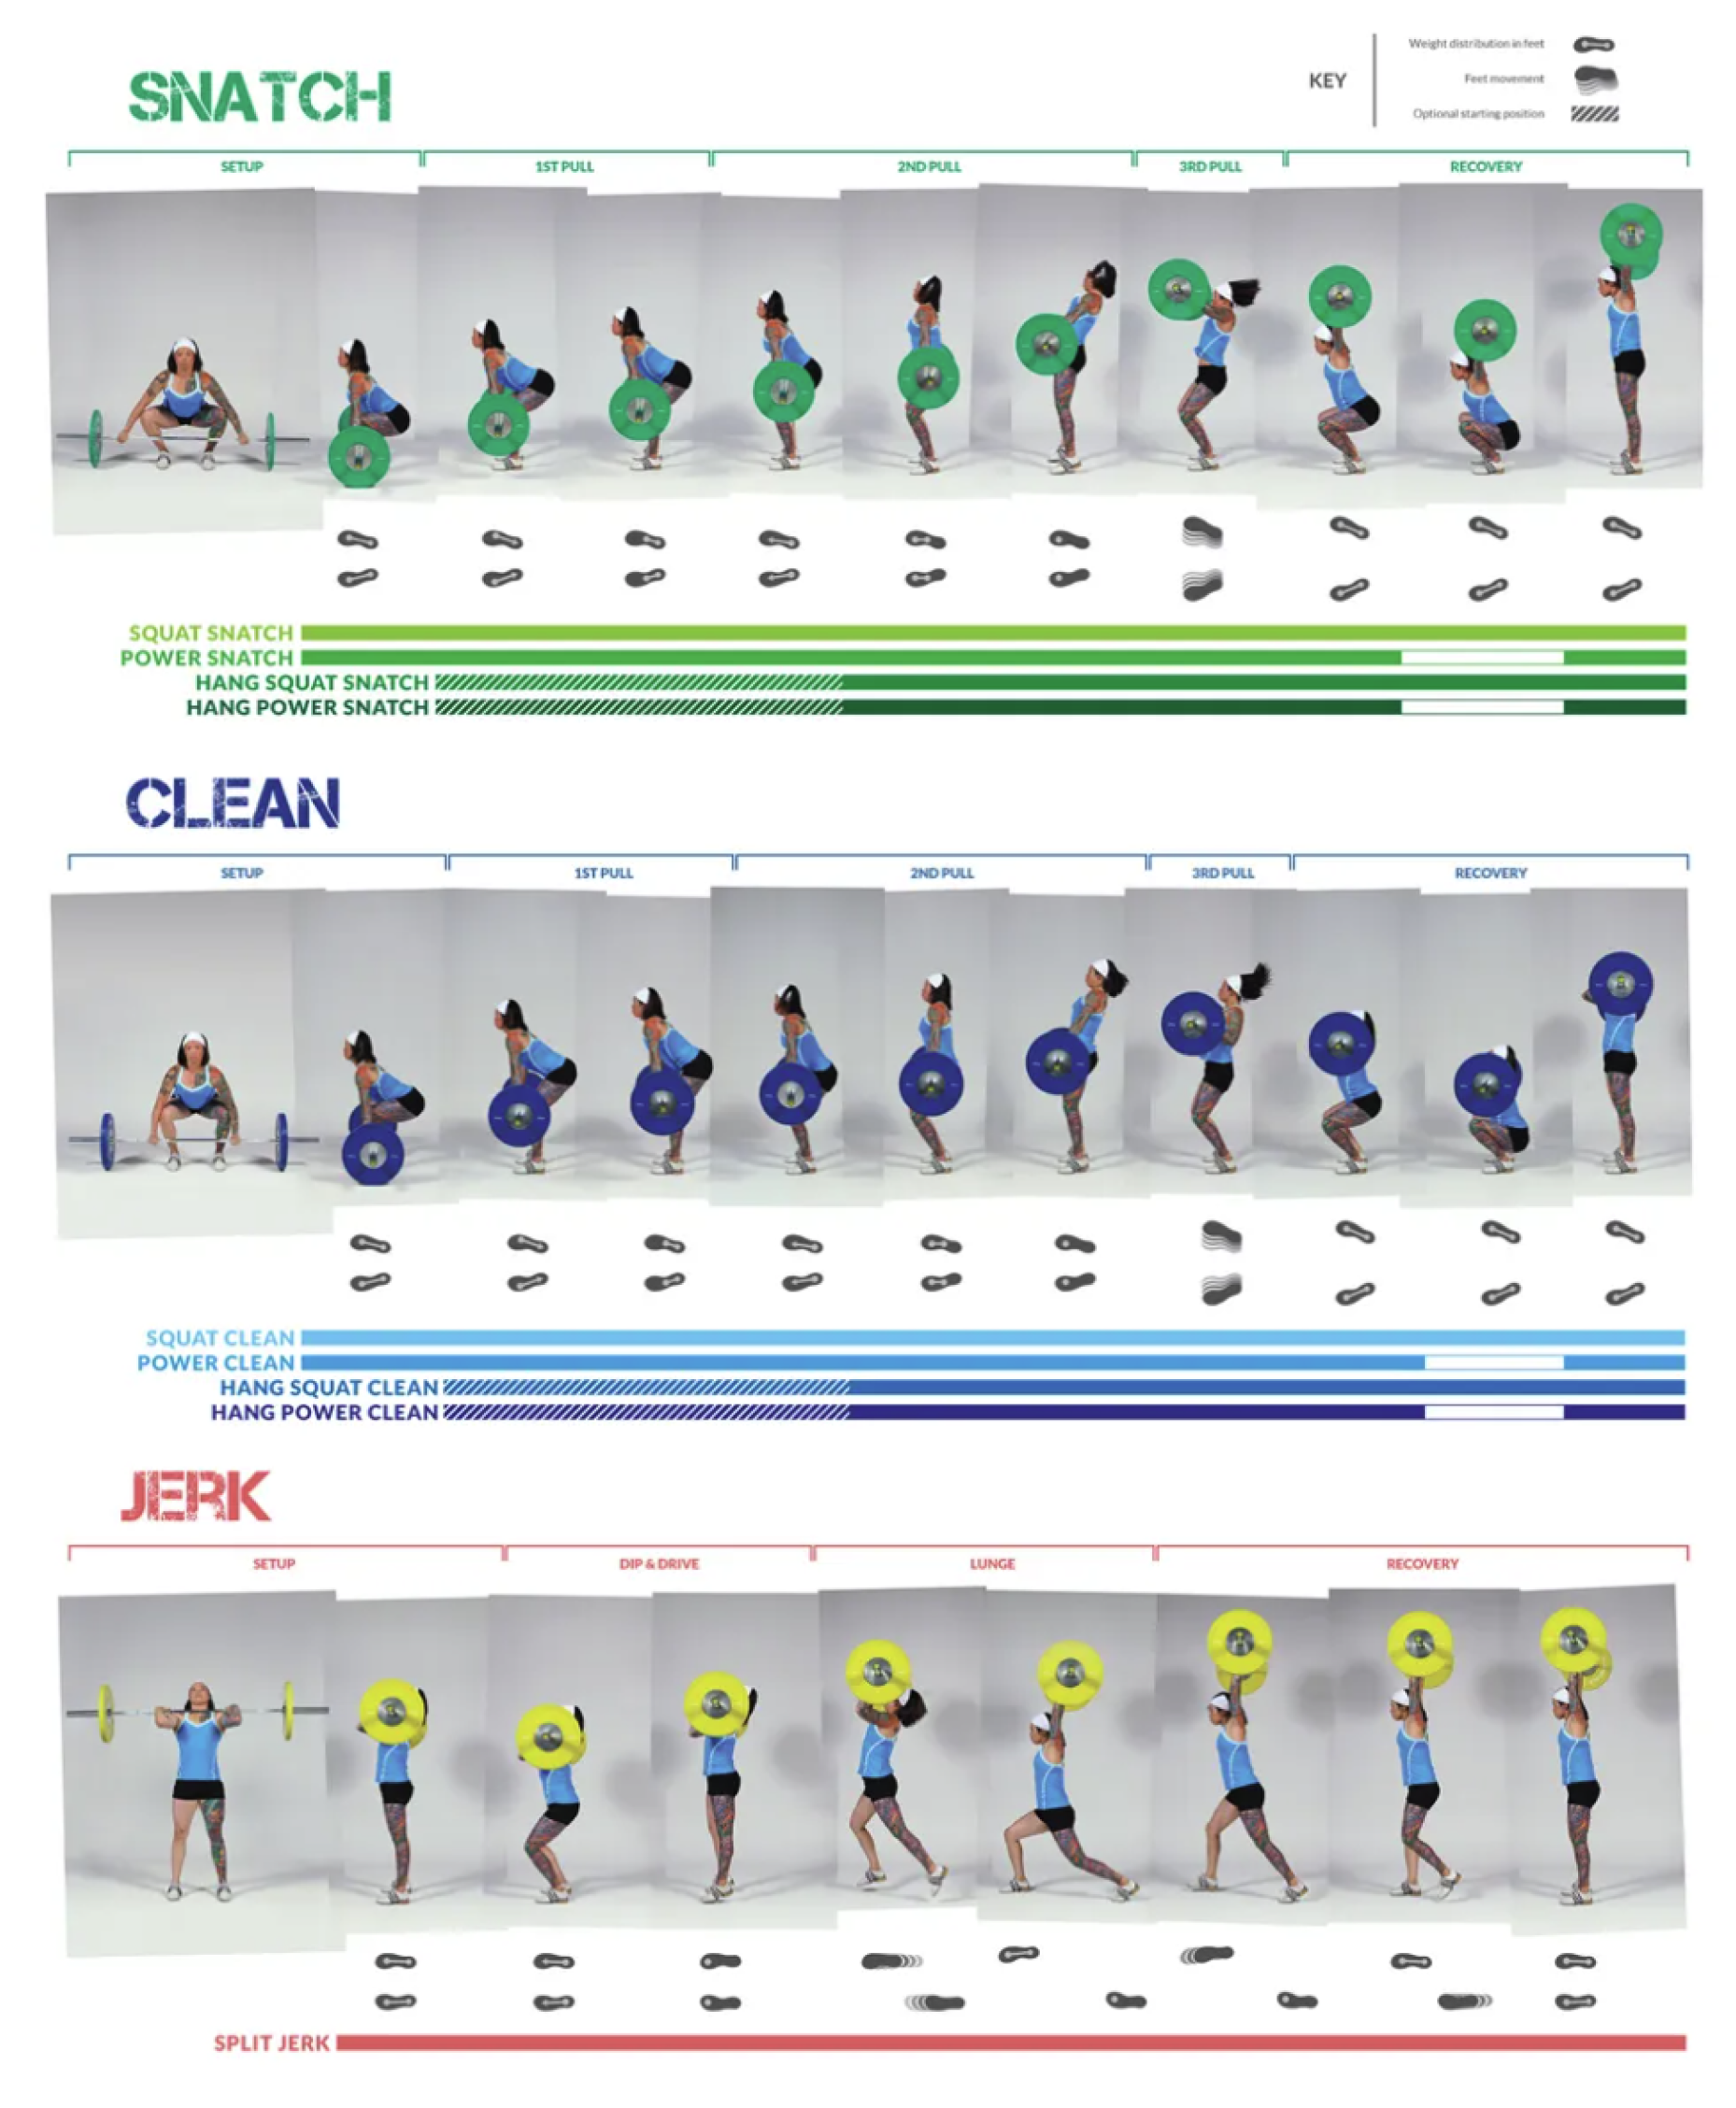 Weight distribution in feet
KEY
Feet movement
Optional starting position
SNATCH
SETUP 1ST PULL 2ND PULL 3RD PULL RECOVERY
SQUAT SNATCH
POWER SNATCH
HANG SQUAT SNATCH
HANG POWER SNATCH
CLEAN
SETUP 1ST PULL 2ND PULL 3RD PULL RECOVERY
SQUAT CLEAN
POWER CLEAN
HANG SQUAT CLEAN
HANG POWER CLEAN
JERK
SETUP DIP & DRIVE LUNGE RECOVERY
SPLIT JERK